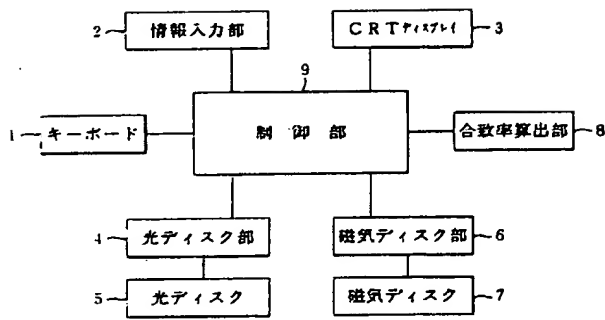 2 情報入力部
CRTディスプレイ 3
9
1 キーボード
制御部
合致率算出部 8
4 光ディスク部
磁気ディスク部 6
5 光ディスク
磁気ディスク 7